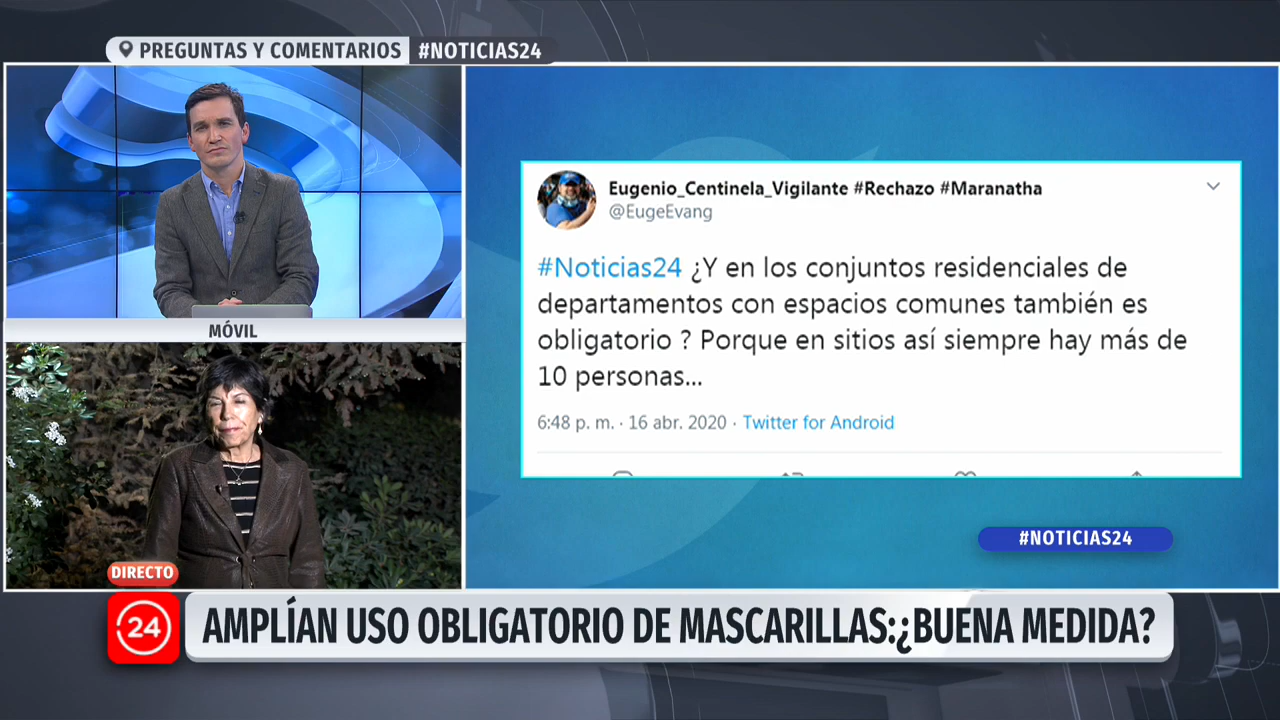 PREGUNTAS Y COMENTARIOS #NOTICIAS24
MÓVIL
Eugenio_Centinela_Vigilante #Rechazo #Maranatha
@EugeEvang
#Noticias24 ¿Y en los conjuntos residenciales de
departamentos con espacios comunes también es
obligatorio ? Porque en sitios así siempre hay más de
10 personas...
6:48 p. m. · 16 abr. 2020 · Twitter for Android
#NOTICIAS24
DIRECTO
24
AMPLÍAN USO OBLIGATORIO DE MASCARILLAS:¿BUENA MEDIDA?